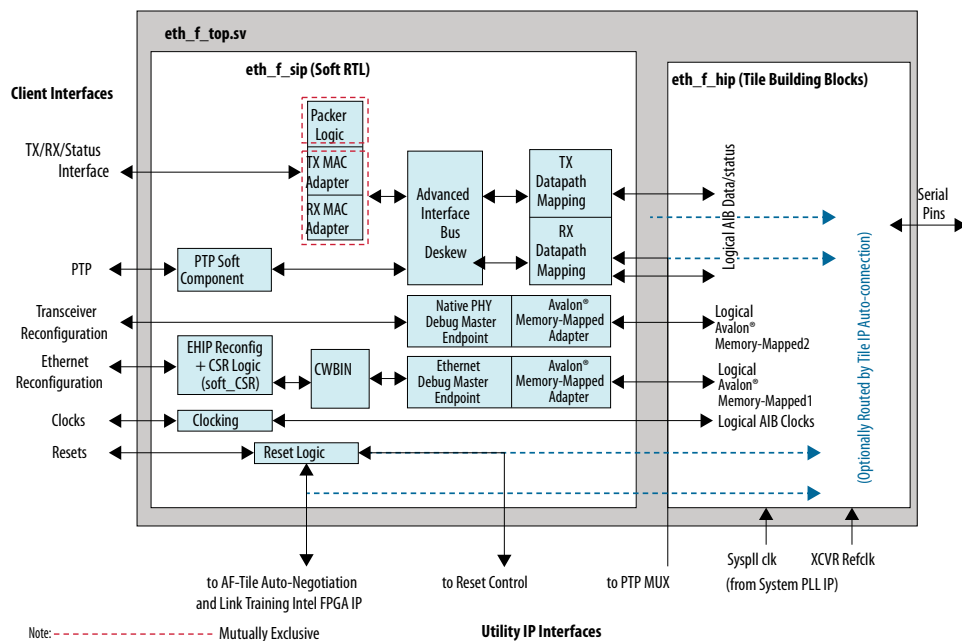 eth_f_top.sv
eth_f_sip (Soft RTL)
eth_f_hip (Tile Building Blocks)
Client Interfaces
Packer
Logic
TX/RX/Status
Interface
TX MAC
Adapter
RX MAC
Adapter
Advanced
Interface
Bus
Deskew
TX
Datapath
Mapping
RX
Datapath
Mapping
Logical AIB Data/status
Serial
Pins
PTP
PTP Soft
Component
Transceiver
Reconfiguration
Native PHY
Debug Master
Endpoint
Avalon®
Memory-Mapped
Adapter
Logical
Avalon®
Memory-Mapped2
Ethernet
Reconfiguration
EHIP Reconfig
+ CSR Logic
(soft_CSR)
CWBIN
Ethernet
Debug Master
Endpoint
Avalon®
Memory-Mapped
Adapter
Logical
Avalon®
Memory-Mapped1
(Optionally Routed by Tile IP Auto-connection)
Clocks
Clocking
Logical AIB Clocks
Resets
Reset Logic
to AF-Tile Auto-Negotiation
and Link Training Intel FPGA IP
to Reset Control
to PTP MUX
Syspll clk
(from System PLL IP)
XCVR Refclk
Note:
Mutually Exclusive
Utility IP Interfaces